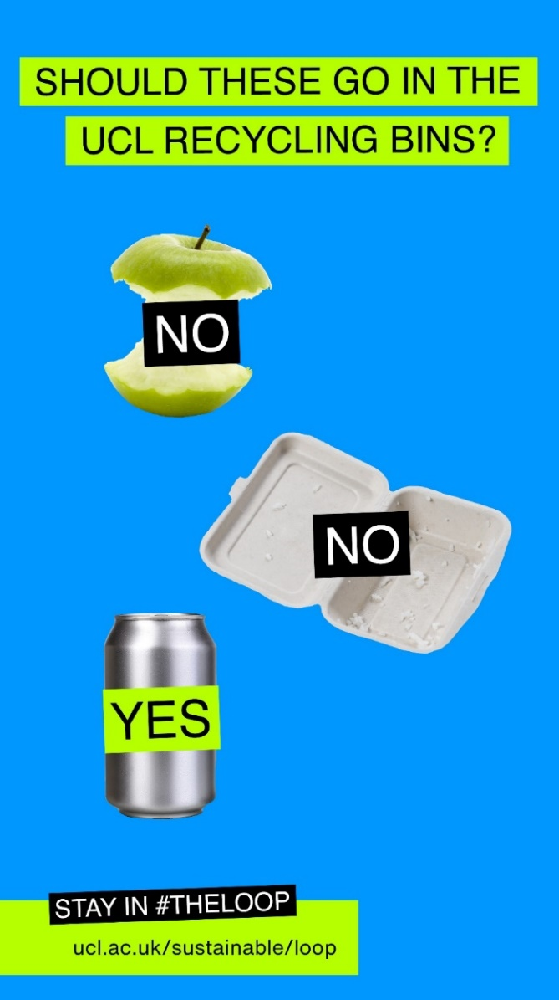 SHOULD THESE GO IN THE
UCL RECYCLING BINS?
NO
NO
YES
STAY IN #THELOOP
ucl.ac.uk/sustainable/loop